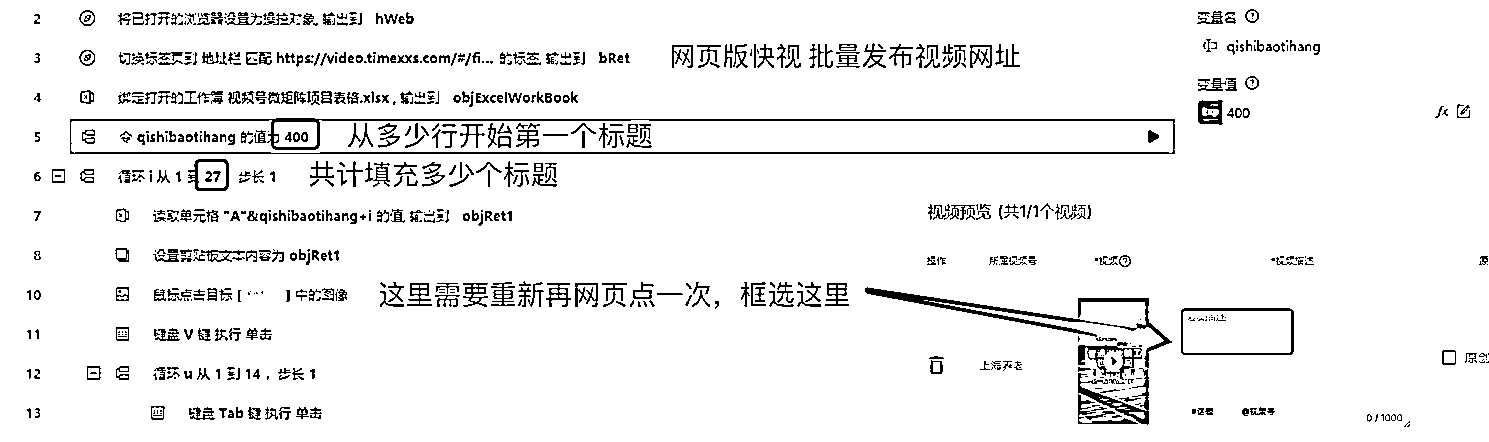 2 将已打开的浏览器设置为操控对象, 输出到 hWeb
3 切换标签页到 地址栏 匹配 https://video.timexxs.com/#/fi... 的标签, 输出到 bRet 网页版快视 批量发布视频网址
4 绑定打开的工作簿 视频号微矩阵项目表格.xlsx , 输出到 objExcelWorkBook
5 令 qishibaotihang 的值为 400 从多少行开始第一个标题
6 循环 i 从 1 到 27 步长 1 共计填充多少个标题
7 读取单元格 "A"&qishibaotihang+i 的值, 输出到 objRet1
8 设置剪贴板文本内容为 objRet1
10 鼠标点击目标 [ ] 中的图像 这里需要重新再网页点一次，框选这里
11 键盘 V 键 执行 单击
12 循环 u 从 1 到 14 , 步长 1
13 键盘 Tab 键 执行 单击
变量名
qishibaotihang
变量值
400 fx
视频预览 (共1/1个视频)
操作 所属视频号 *视频 *视频描述 原
上海养老 原创
#话题 @视频号 0 / 1000